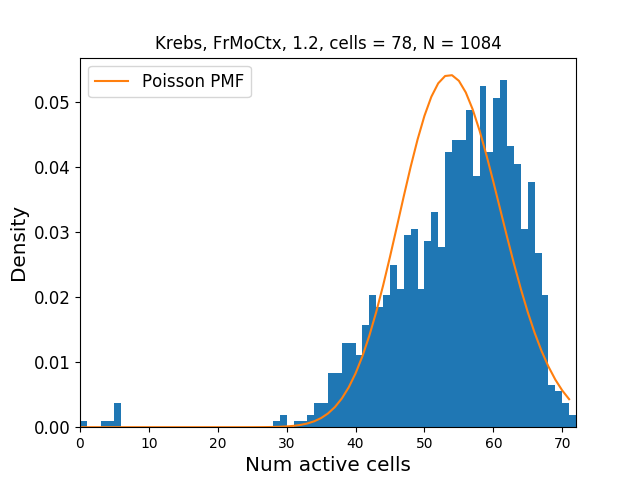 Krebs, FrMoCtx, 1.2, cells = 78, N = 1084
Poisson PMF
Density
0.05
0.04
0.03
0.02
0.01
0.00
0 10 20 30 40 50 60 70
Num active cells